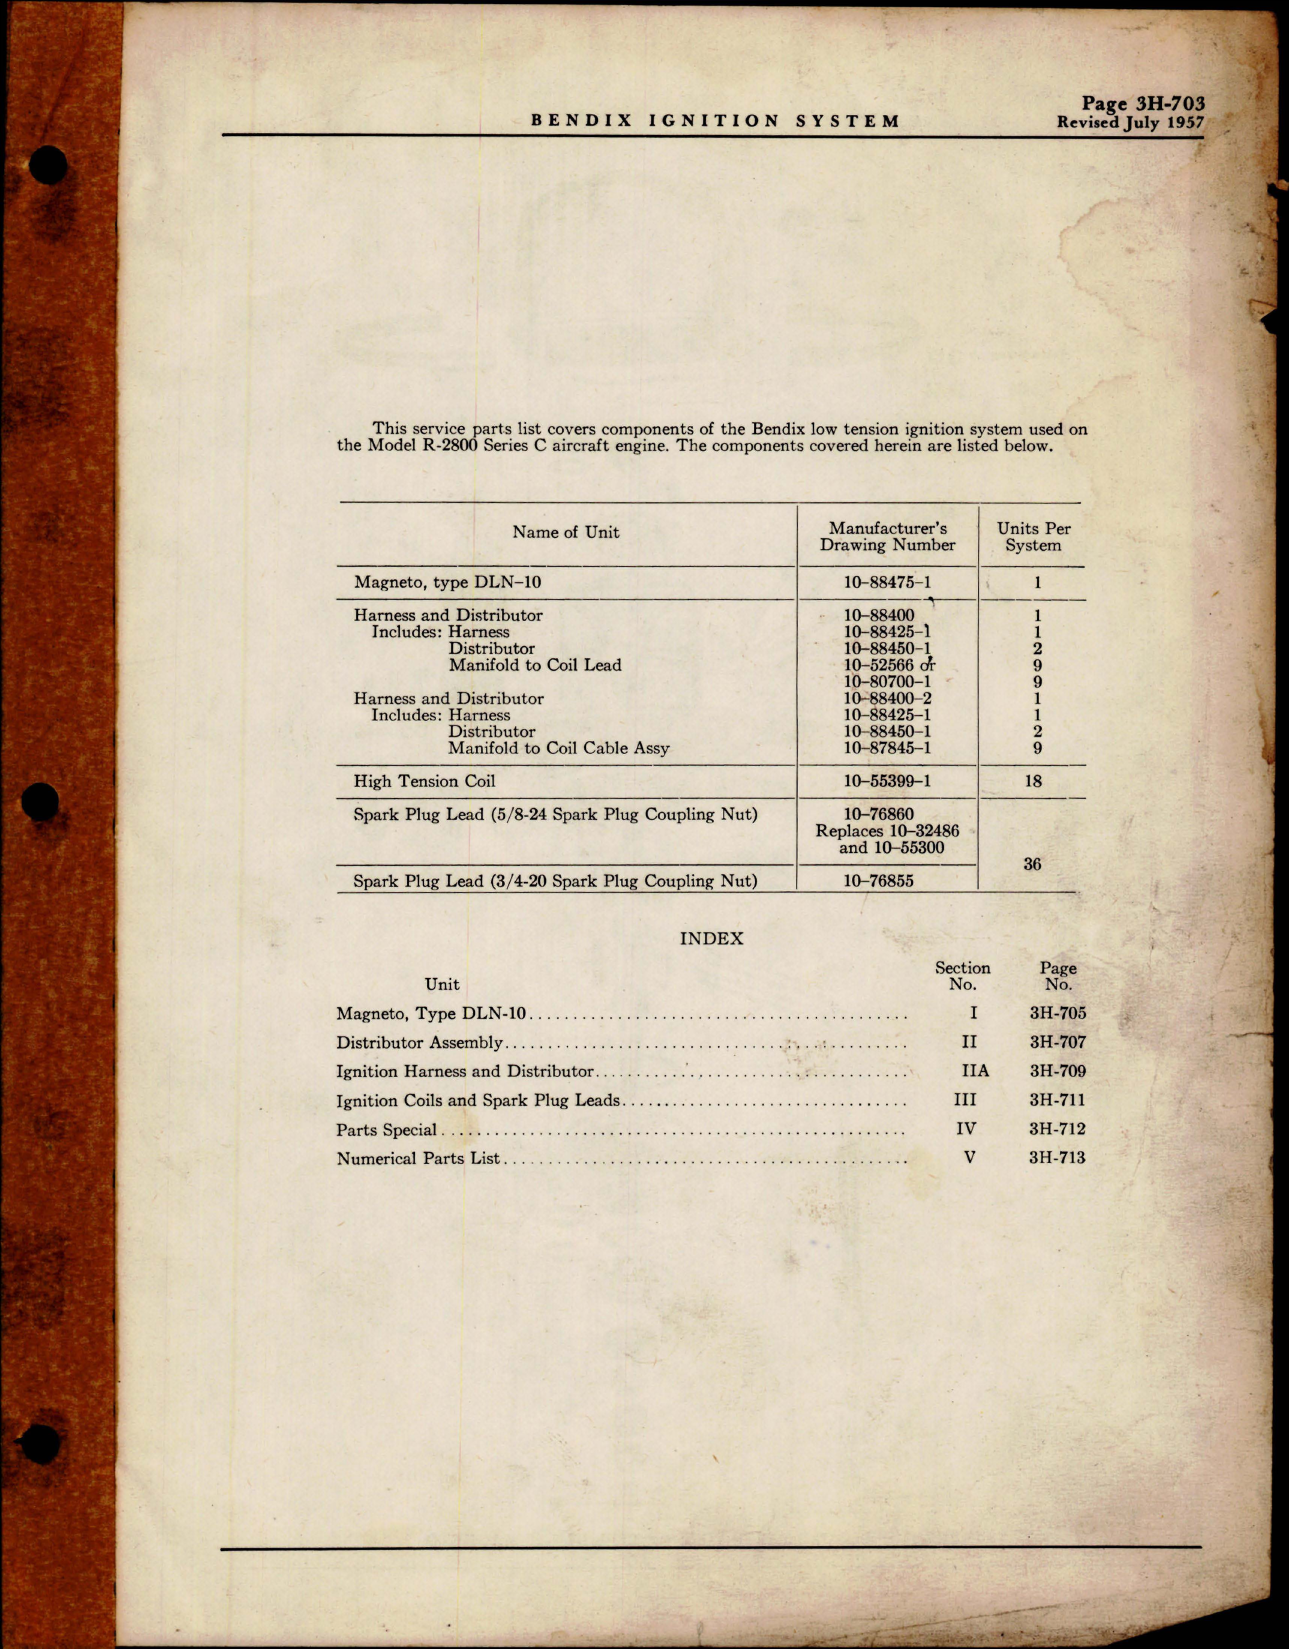 Page 3H-703
BENDIX IGNITION SYSTEM Revised July 1957
This service parts list covers components of the Bendix low tension ignition system used on
the Model R-2800 Series C aircraft engine. The components covered herein are listed below.
Name of Unit Manufacturer's Drawing Number Units Per System
Magneto, type DLN–10 10–88475–1 1
Harness and Distributor 10–88400 1
Includes: Harness 10–88425–1 1
Distributor 10–88450–1 2
Manifold to Coil Lead 10–52566 or 9
10–80700–1 9
Harness and Distributor 10–88400–2 1
Includes: Harness 10–88425–1 1
Distributor 10–88450–1 2
Manifold to Coil Cable Assy 10–87845–1 9
High Tension Coil 10–55399–1 18
Spark Plug Lead (5/8-24 Spark Plug Coupling Nut) 10–76860
Replaces 10–32486
and 10–55300
36
Spark Plug Lead (3/4-20 Spark Plug Coupling Nut) 10–76855
INDEX
Section Page
Unit No. No.
Magneto, Type DLN-10 I 3H-705
Distributor Assembly II 3H-707
Ignition Harness and Distributor IIA 3H-709
Ignition Coils and Spark Plug Leads III 3H-711
Parts Special IV 3H-712
Numerical Parts List V 3H-713